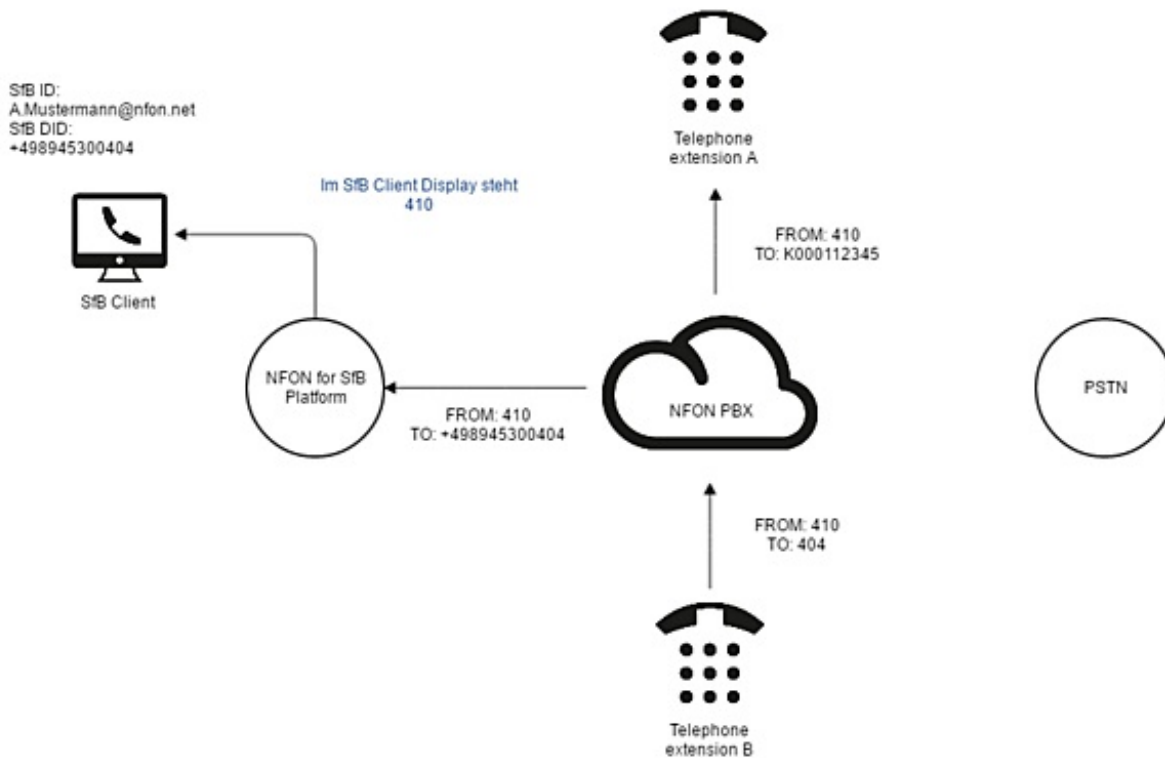 Telephone
extension A
SfB ID:
A.Mustermann@nfon.net
SfB DID:
+498945300404
Im SfB Client Display steht
410
FROM: 410
TO: K000112345
SfB Client
NFON for SfB
Platform
FROM: 410
TO: +498945300404
NFON PBX
PSTN
FROM: 410
TO: 404
Telephone
extension B